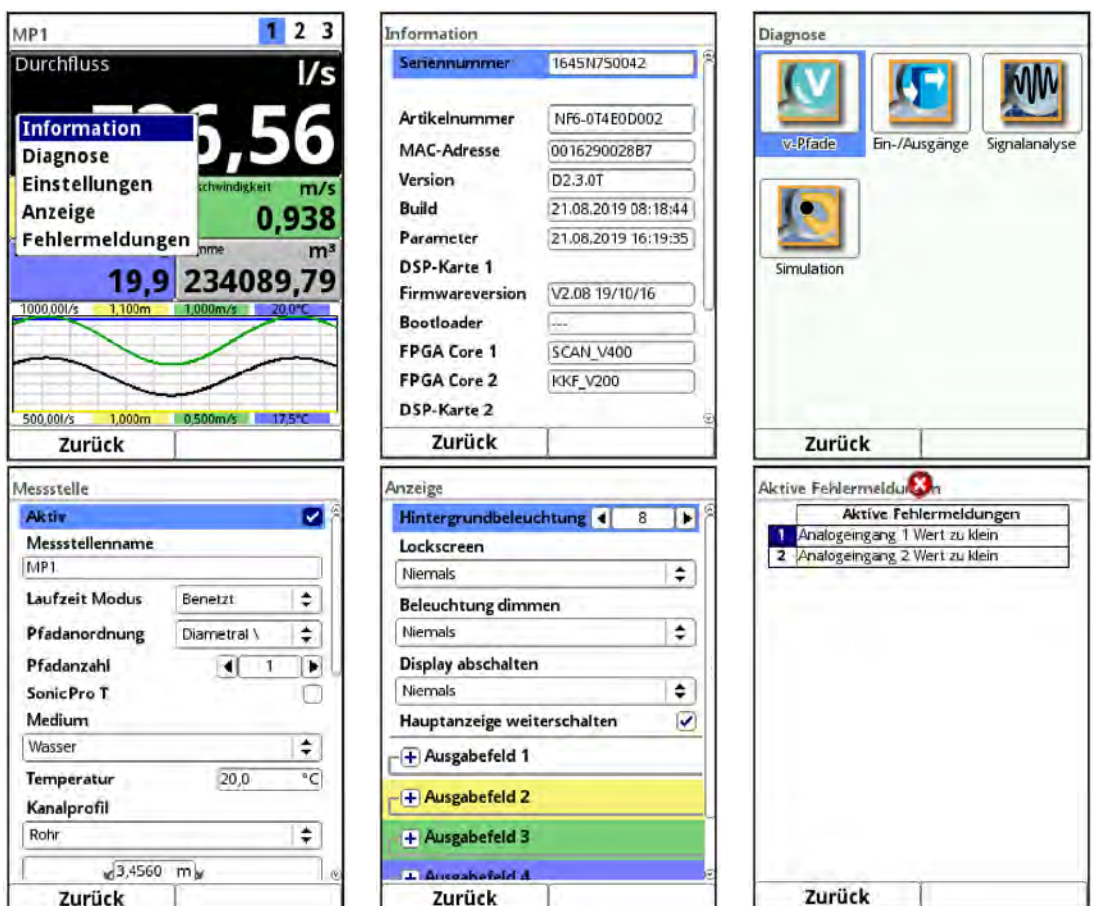 MP1
1 2 3
Durchfluss
l/s
6,56
Information
Diagnose
Einstellungen
Anzeige
Fehlermeldungen
schwindigkeit m/s
0,938
mme m³
19,9 234089,79
1000,00l/s 1,100m 1,000m/s 20,0°C
500,00l/s 1,000m 0,500m/s 17,5°C
Zurück
Information
Seriennummer 1645N750042
Artikelnummer NF6-0T4E0D002
MAC-Adresse 0016290028B7
Version D2.3.0T
Build 21.08.2019 08:18:44
Parameter 21.08.2019 16:19:35
DSP-Karte 1
Firmwareversion V2.08 19/10/16
Bootloader ---
FPGA Core 1 SCAN_V400
FPGA Core 2 KKF_V200
DSP-Karte 2
Zurück
Diagnose
v-Pfade Ein-/Ausgänge Signalanalyse
Simulation
Zurück
Messstelle
Aktiv
Messstellenname
MP1
Laufzeit Modus Benetzt
Pfadanordnung Diametral \
Pfadanzahl 1
SonicPro T
Medium
Wasser
Temperatur 20,0 °C
Kanalprofil
Rohr
3,4560 m
Zurück
Anzeige
Hintergrundbeleuchtung 8
Lockscreen
Niemals
Beleuchtung dimmen
Niemals
Display abschalten
Niemals
Hauptanzeige weiterschalten
Ausgabefeld 1
Ausgabefeld 2
Ausgabefeld 3
Ausgabefeld 4
Zurück
Aktive Fehlermeldu n
Aktive Fehlermeldungen
1 Analogeingang 1 Wert zu klein
2 Analogeingang 2 Wert zu klein
Zurück